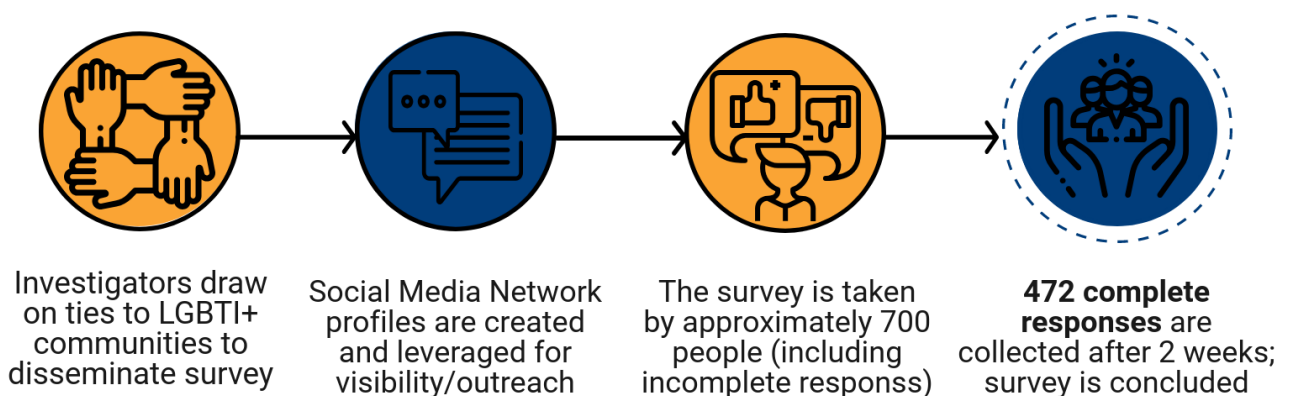 Investigators draw
on ties to LGBTI+
communities to
disseminate survey
Social Media Network
profiles are created
and leveraged for
visibility/outreach
The survey is taken
by approximately 700
people (including
incomplete responss)
472 complete
responses are
collected after 2 weeks;
survey is concluded